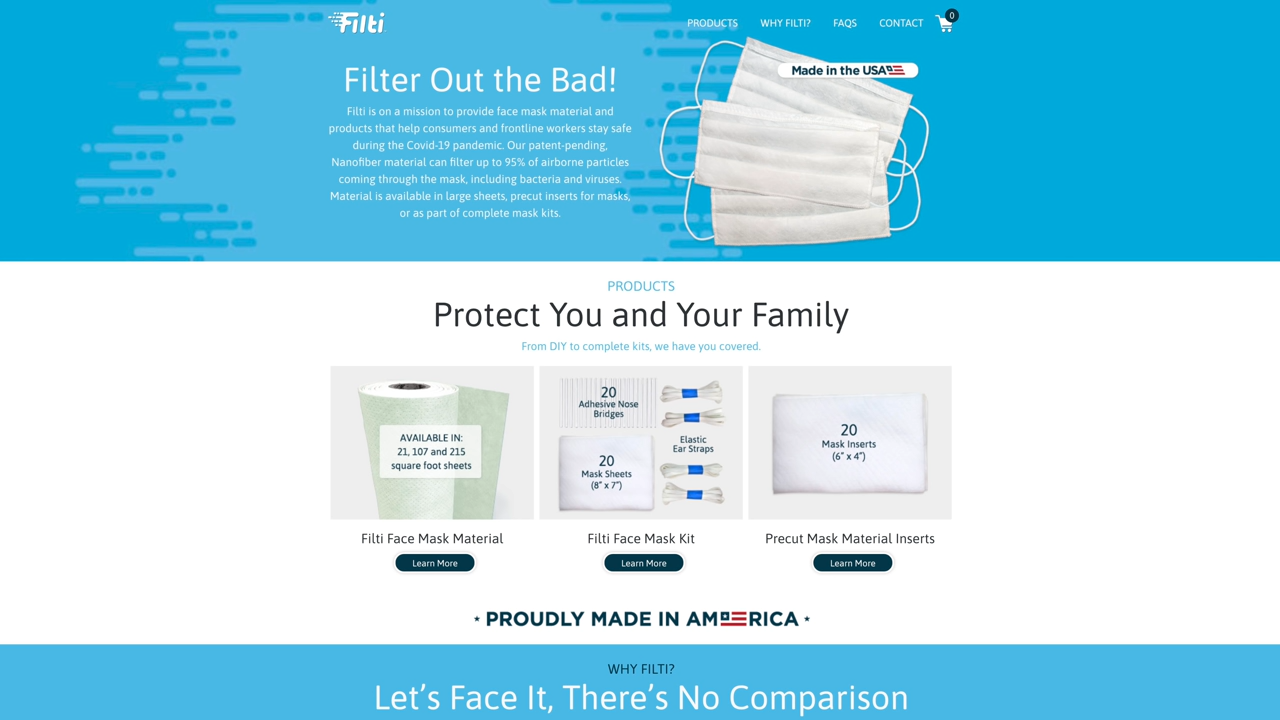 Filti
PRODUCTS
WHY FILTI?
FAQS
CONTACT
0
Filter Out the Bad!
Filti is on a mission to provide face mask material and
products that help consumers and frontline workers stay safe
during the Covid-19 pandemic. Our patent-pending,
Nanofiber material can filter up to 95% of airborne particles
coming through the mask, including bacteria and viruses.
Material is available in large sheets, precut inserts for masks,
or as part of complete mask kits.
Made in the USA
PRODUCTS
Protect You and Your Family
From DIY to complete kits, we have you covered.
AVAILABLE IN:
21, 107 and 215
square foot sheets
Filti Face Mask Material
Learn More
20
Adhesive Nose
Bridges
Elastic
Ear Straps
20
Mask Sheets
(8” x 7”)
Filti Face Mask Kit
Learn More
20
Mask Inserts
(6” x 4”)
Precut Mask Material Inserts
Learn More
PROUDLY MADE IN AMERICA
WHY FILTI?
Let’s Face It, There’s No Comparison